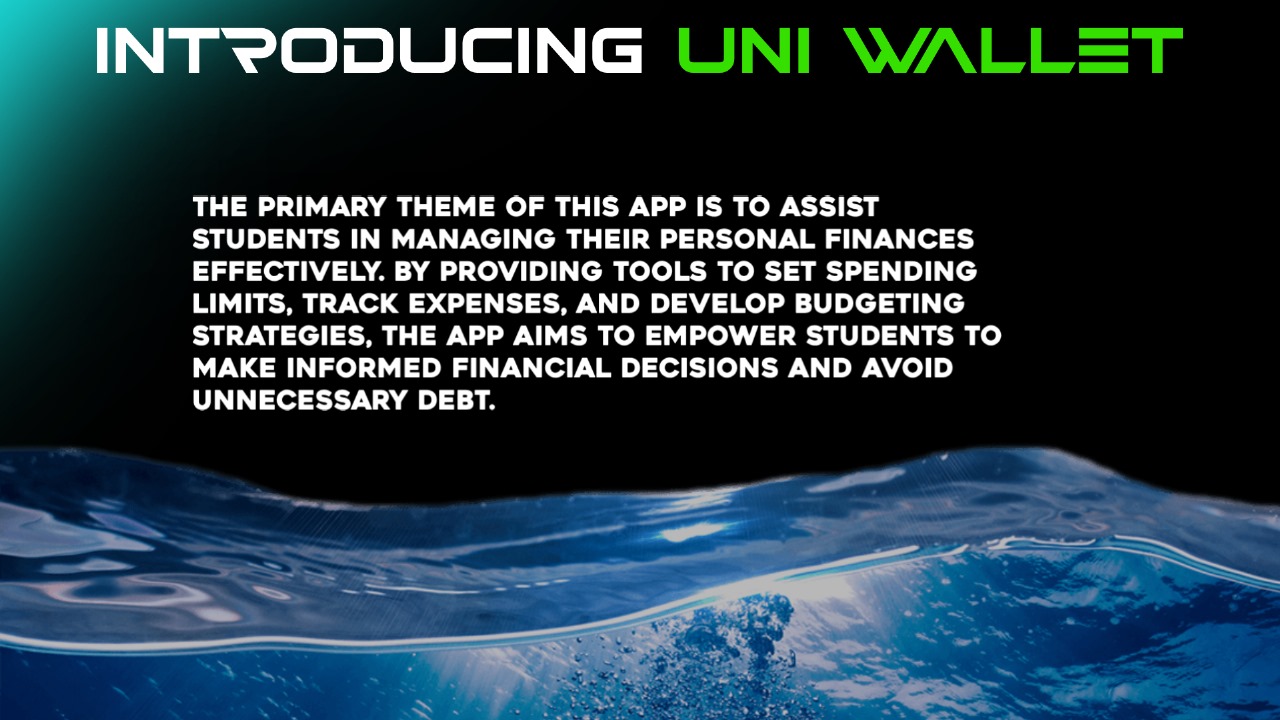 INTRODUCING UNI WALLET
THE PRIMARY THEME OF THIS APP IS TO ASSIST
STUDENTS IN MANAGING THEIR PERSONAL FINANCES
EFFECTIVELY. BY PROVIDING TOOLS TO SET SPENDING
LIMITS, TRACK EXPENSES, AND DEVELOP BUDGETING
STRATEGIES, THE APP AIMS TO EMPOWER STUDENTS TO
MAKE INFORMED FINANCIAL DECISIONS AND AVOID
UNNECESSARY DEBT.